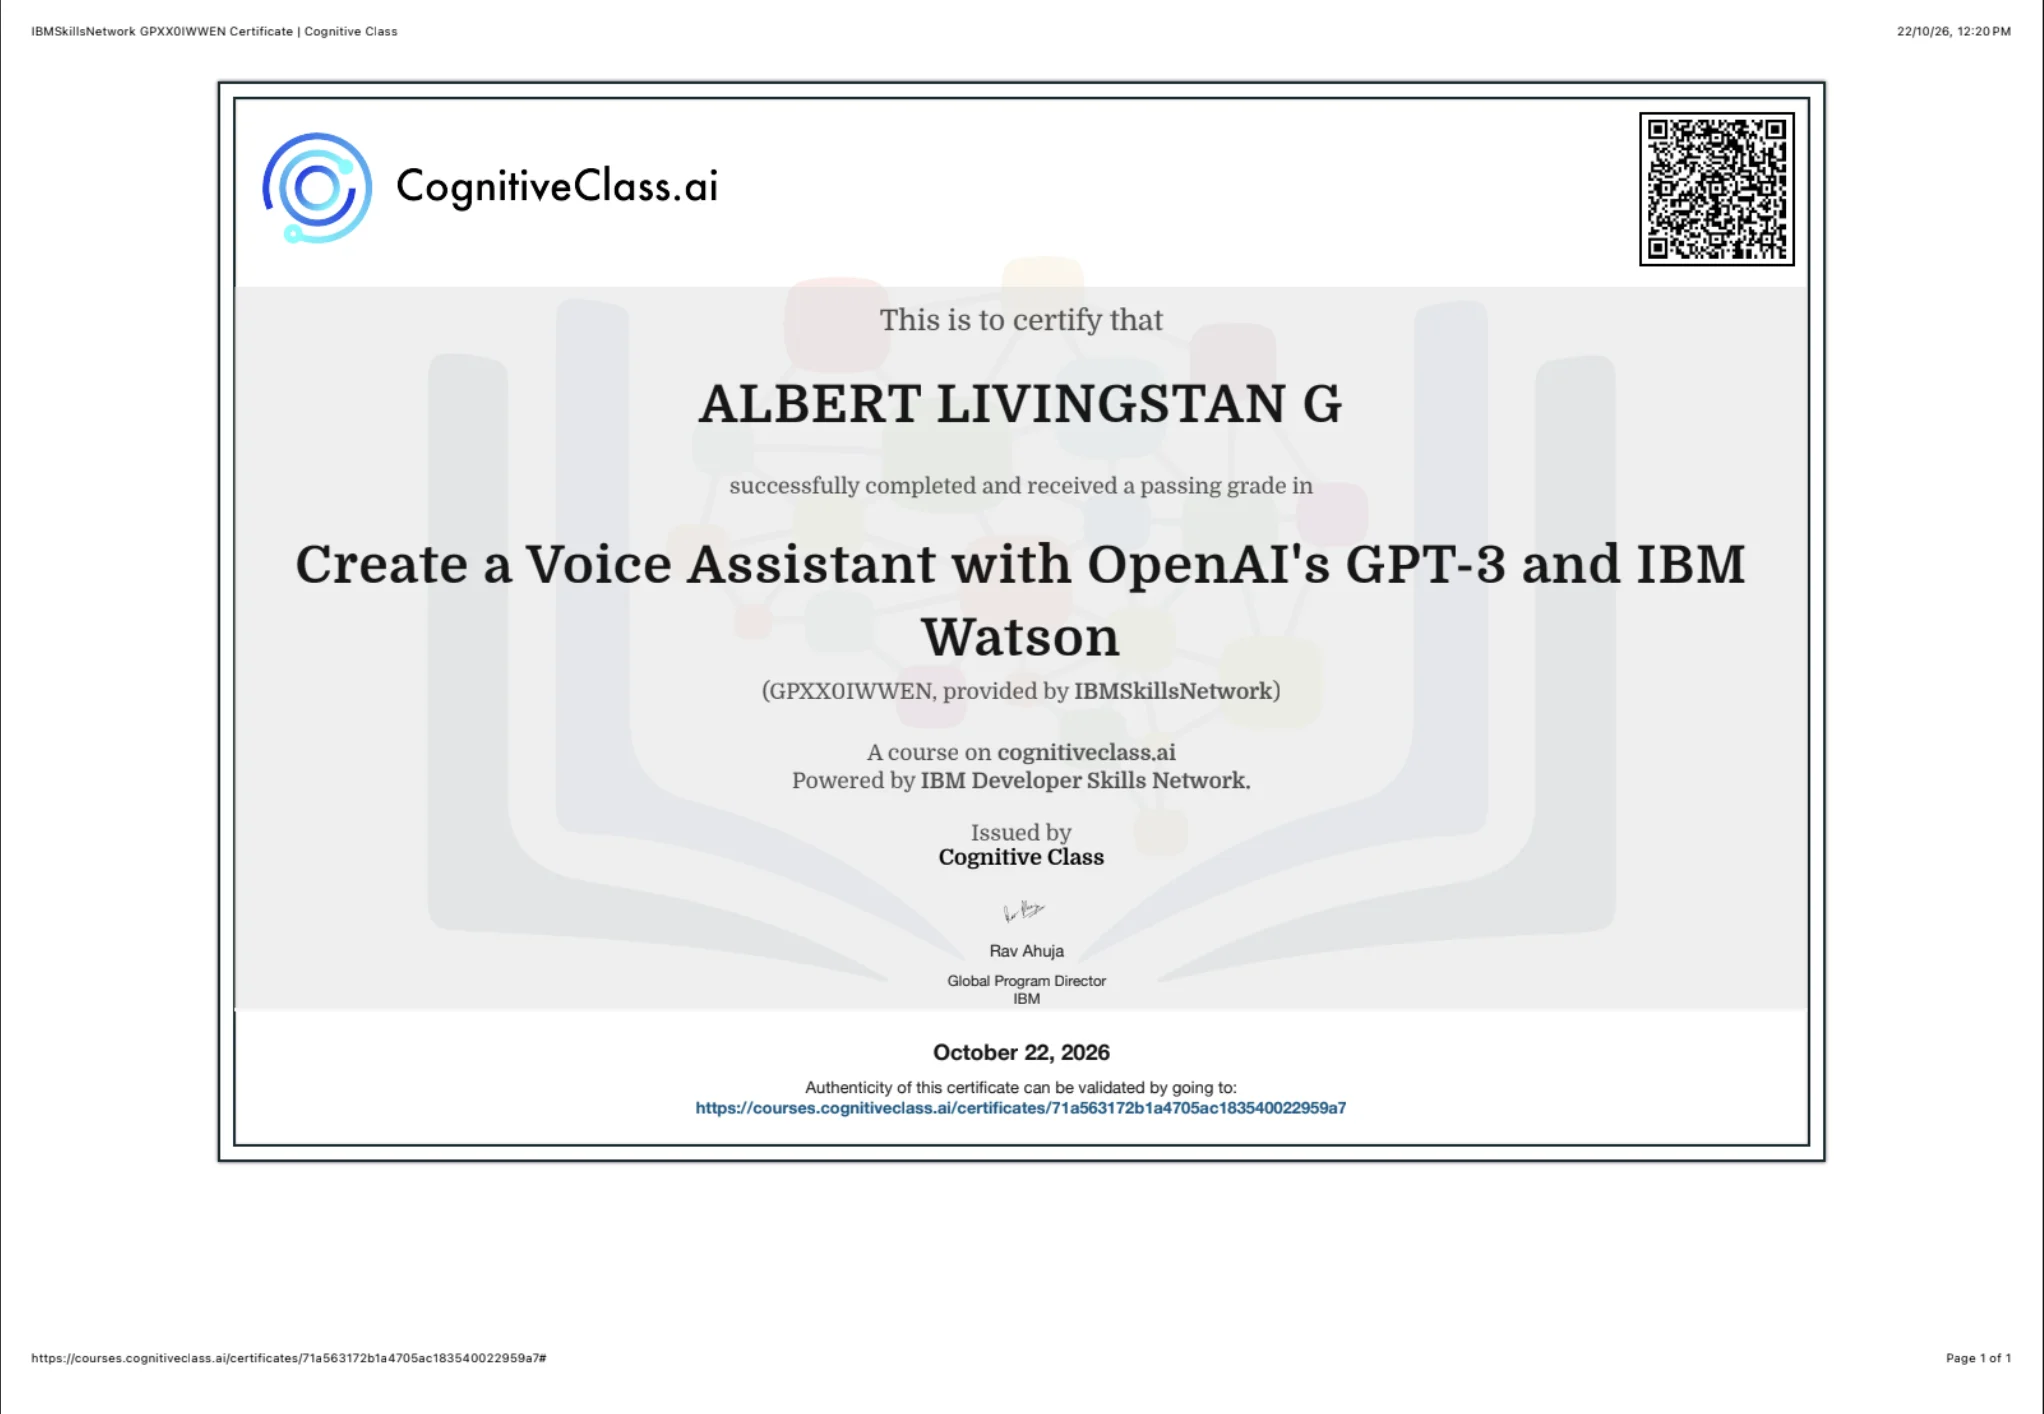 IBMSkillsNetwork GPXX0IWWEN Certificate | Cognitive Class
22/10/26, 12:20 PM
CognitiveClass.ai
This is to certify that
ALBERT LIVINGSTAN G
successfully completed and received a passing grade in
Create a Voice Assistant with OpenAI's GPT-3 and IBM
Watson
(GPXX0IWWEN, provided by IBMSkillsNetwork)
A course on cognitiveclass.ai
Powered by IBM Developer Skills Network.
Issued by
Cognitive Class
Rav Ahuja
Global Program Director
IBM
October 22, 2026
Authenticity of this certificate can be validated by going to:
https://courses.cognitiveclass.ai/certificates/71a563172b1a4705ac183540022959a7
https://courses.cognitiveclass.ai/certificates/71a563172b1a4705ac183540022959a7#
Page 1 of 1